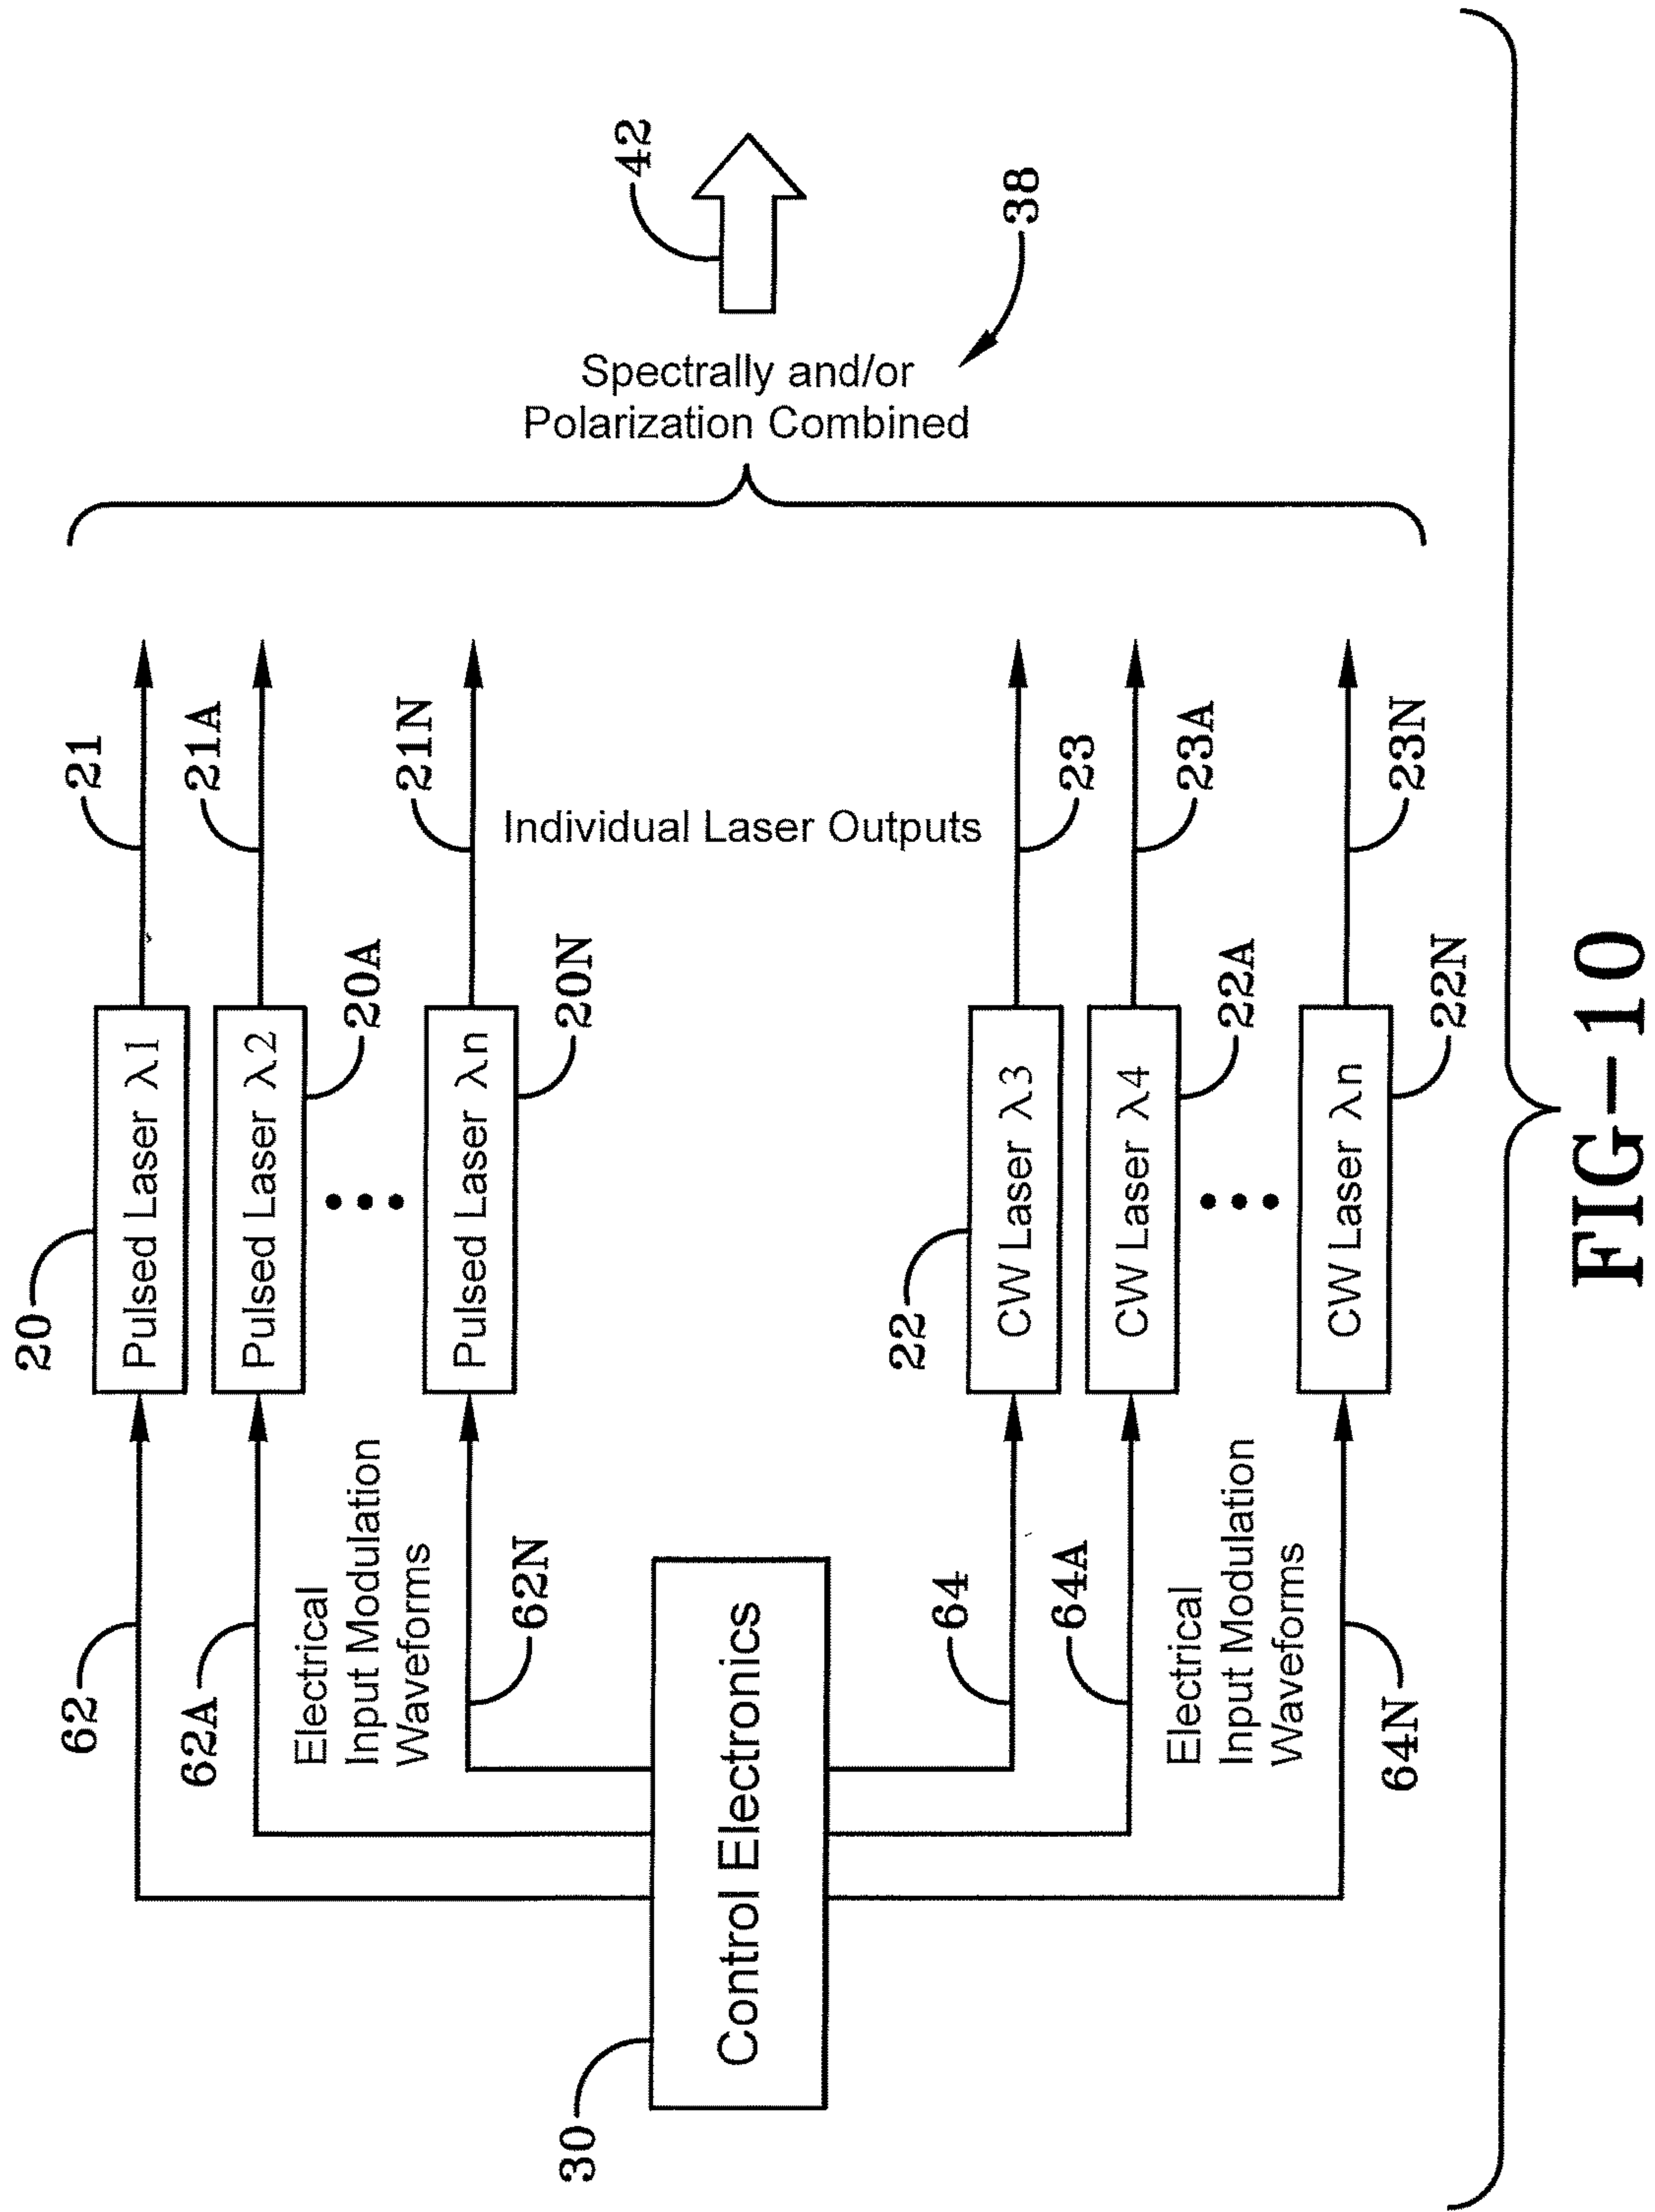 62
20
Pulsed Laser λ1
21
62A
Pulsed Laser λ2
20A
21A
Electrical
Input Modulation
Waveforms
62N
Pulsed Laser λn
20N
21N
30
Control Electronics
Individual Laser Outputs
Spectrally and/or
Polarization Combined
42
38
64
22
CW Laser λ3
23
64A
CW Laser λ4
22A
23A
Electrical
Input Modulation
Waveforms
64N
CW Laser λn
22N
23N
FIG-10